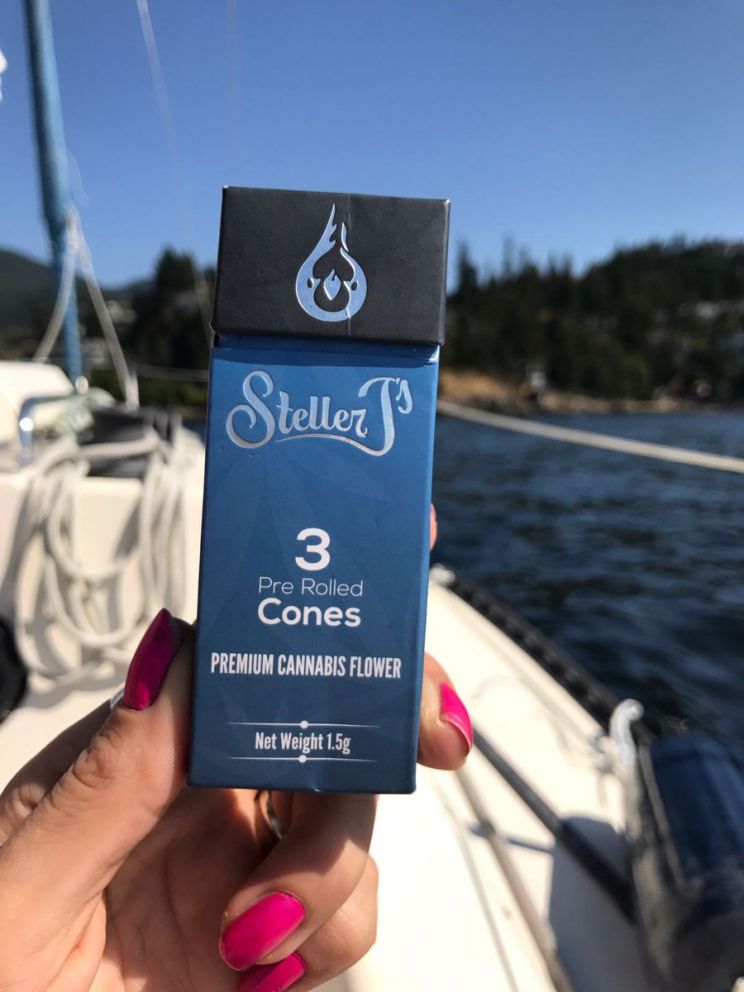 Steller J's
3
Pre Rolled
Cones
PREMIUM CANNABIS FLOWER
Net Weight 1.5g